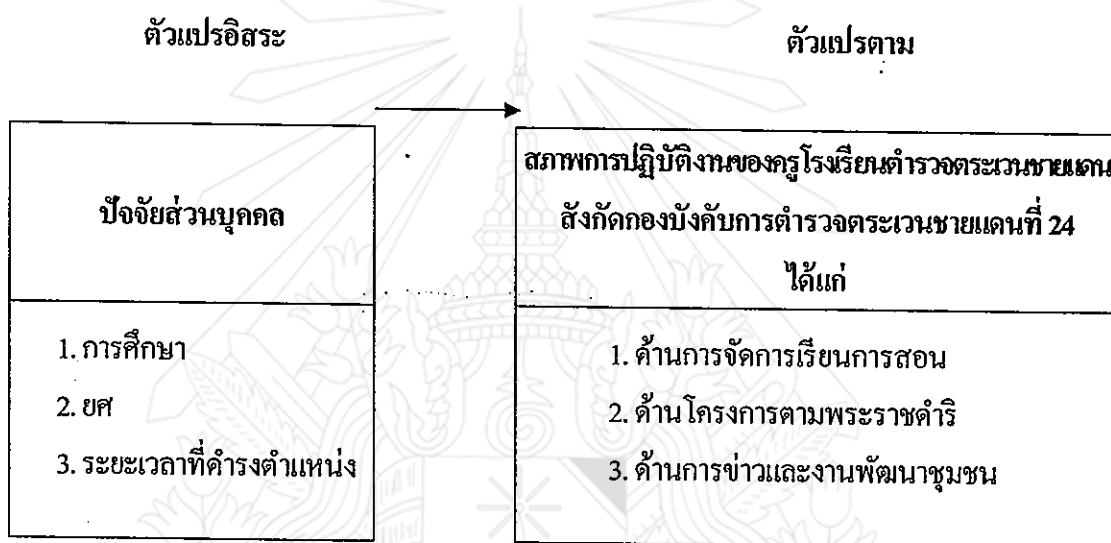 ตัวแปรอิสระ
ตัวแปรตาม
ปัจจัยส่วนบุคคล
1. การศึกษา
2. ยศ
3. ระยะเวลาที่ดำรงตำแหน่ง
สภาพการปฏิบัติงานของครูโรงเรียนตำรวจตระเวนชายแดน
สังกัดกองบังคับการตำรวจตระเวนชายแดนที่ 24
ได้แก่
1. ด้านการจัดการเรียนการสอน
2. ด้านโครงการตามพระราชดำริ
3. ด้านการข่าวและงานพัฒนาชุมชน